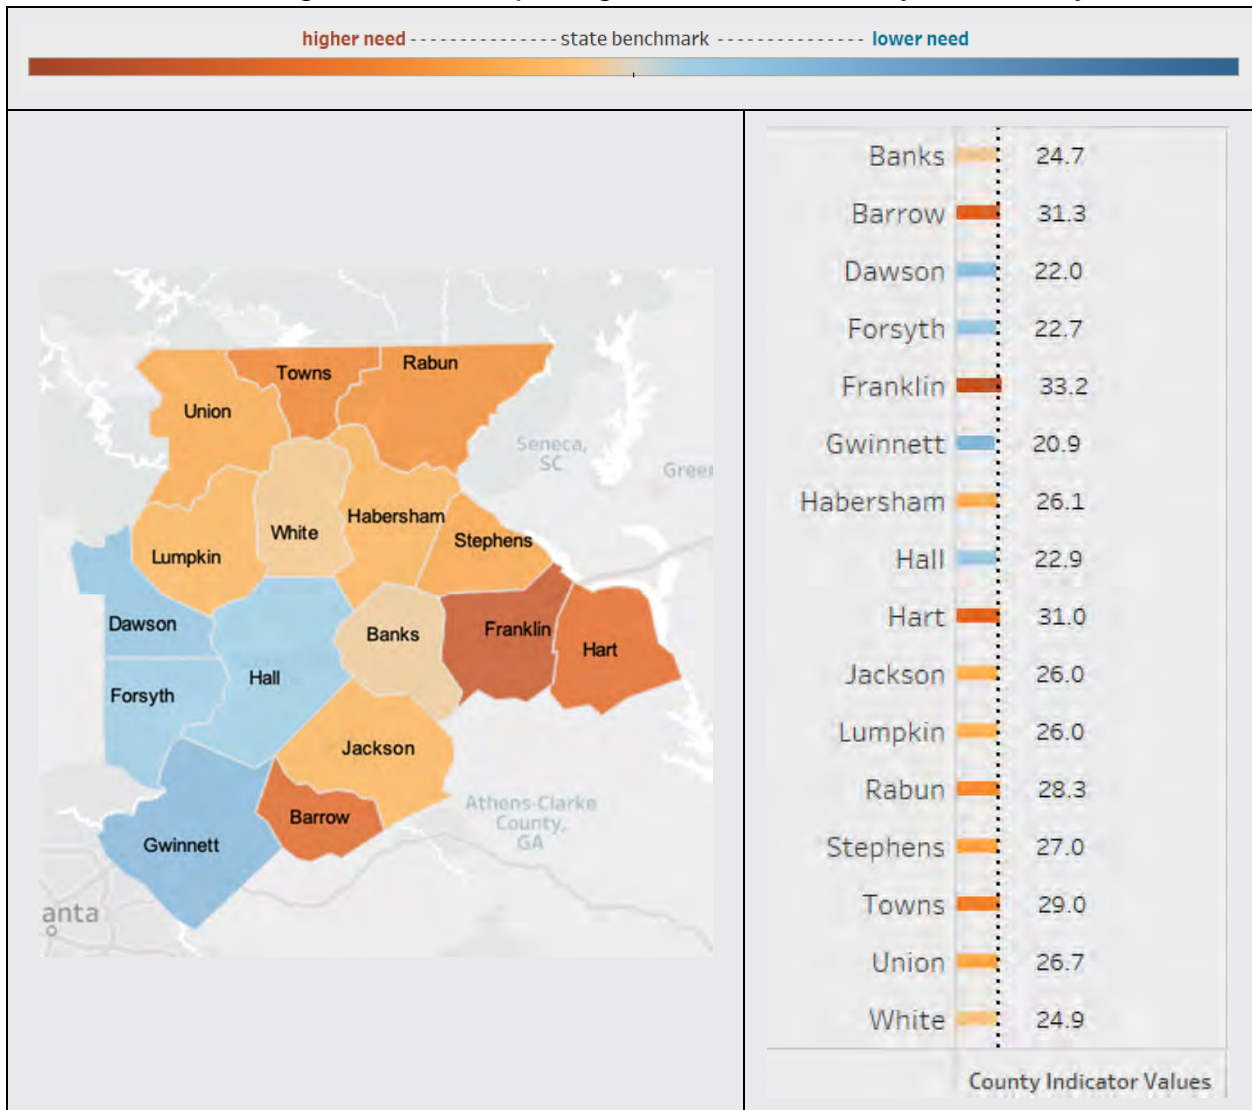 higher need - - - - - - - - - - - - - - - state benchmark - - - - - - - - - - - - - - - lower need
Towns
Rabun
Union
Seneca,
SC
Green
White
Habersham
Stephens
Lumpkin
Dawson
Banks
Franklin
Hart
Hall
Forsyth
Jackson
Athens-Clarke
County,
GA
Barrow
Gwinnett
anta
Banks 24.7
Barrow 31.3
Dawson 22.0
Forsyth 22.7
Franklin 33.2
Gwinnett 20.9
Habersham 26.1
Hall 22.9
Hart 31.0
Jackson 26.0
Lumpkin 26.0
Rabun 28.3
Stephens 27.0
Towns 29.0
Union 26.7
White 24.9
County Indicator Values